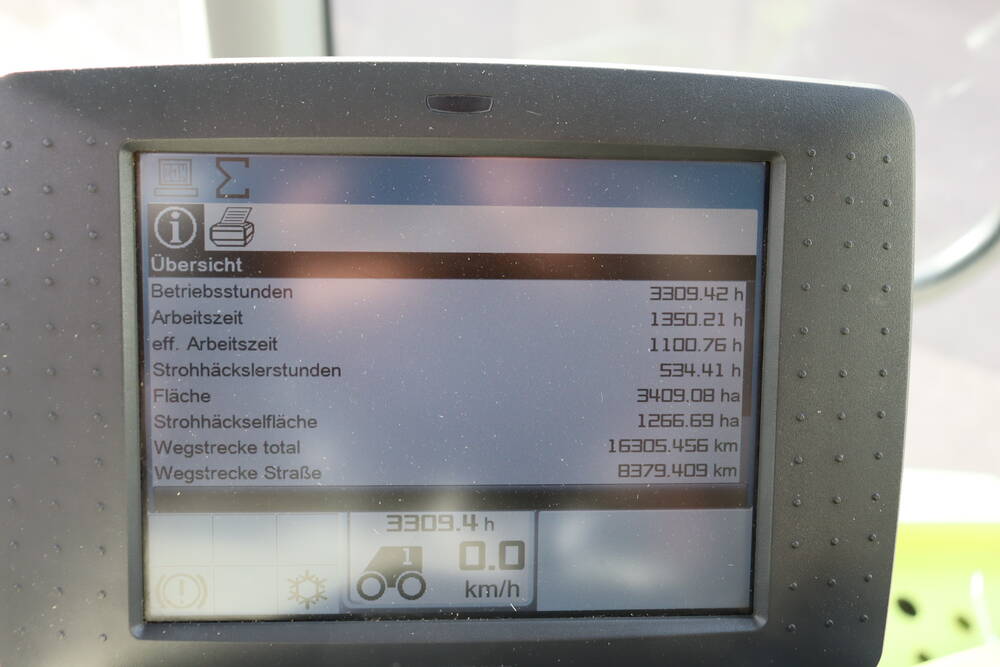 Übersicht
Betriebsstunden 3309.42 h
Arbeitszeit 1350.21 h
eff. Arbeitszeit 1100.76 h
Strohhäckslerstunden 534.41 h
Fläche 3409.08 ha
Strohhäckselfläche 1266.69 ha
Wegstrecke total 16305.456 km
Wegstrecke Straße 8379.409 km
3309.4 h
1 0.0
km/h